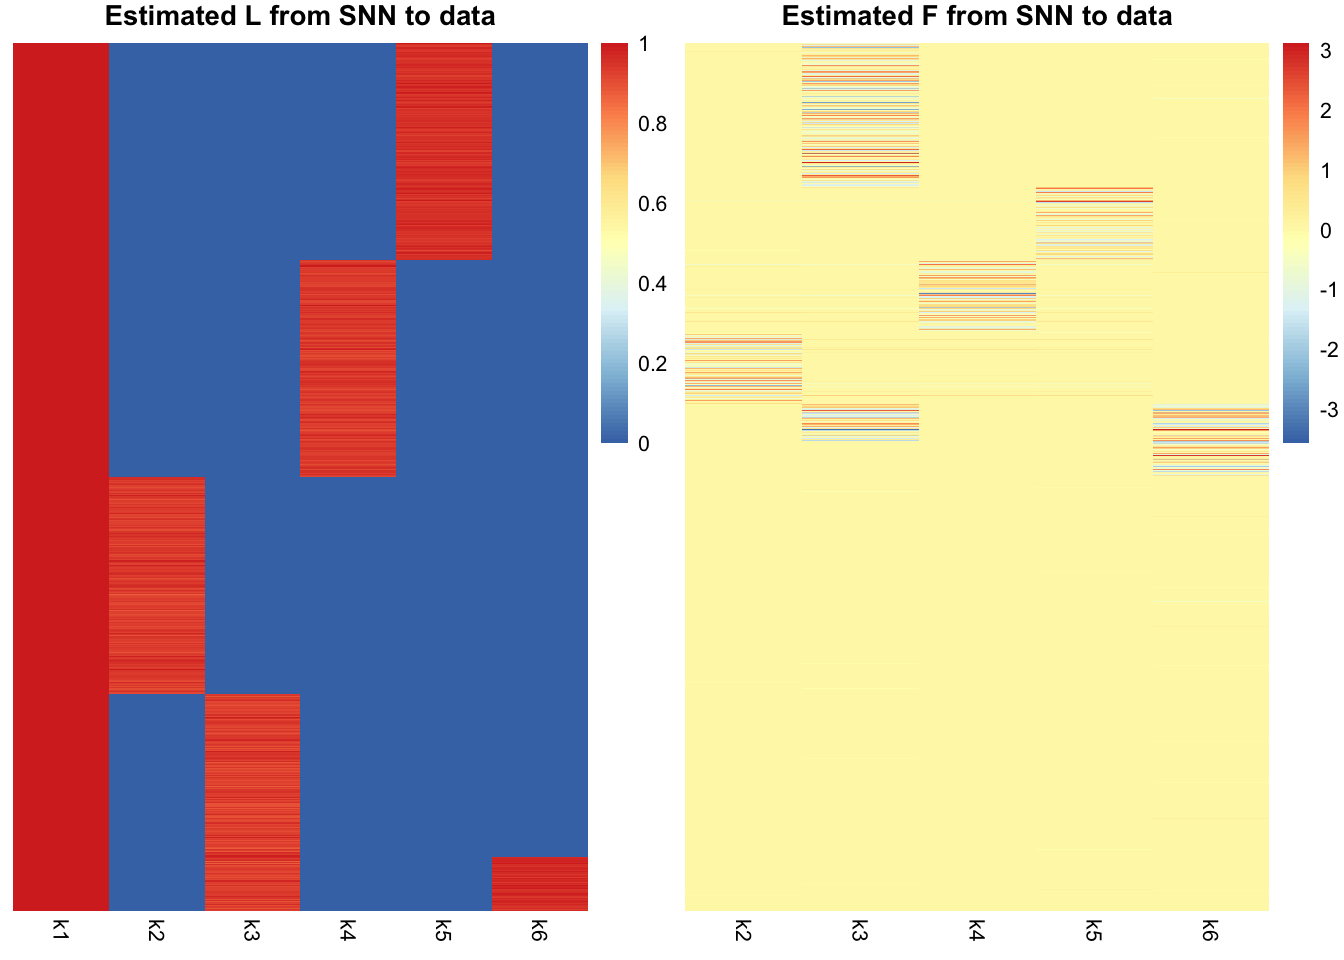 Estimated L from SNN to data
1
0.8
0.6
0.4
0.2
0
k1
k2
k3
k4
k5
k6
Estimated F from SNN to data
3
2
1
0
-1
-2
-3
k2
k3
k4
k5
k6